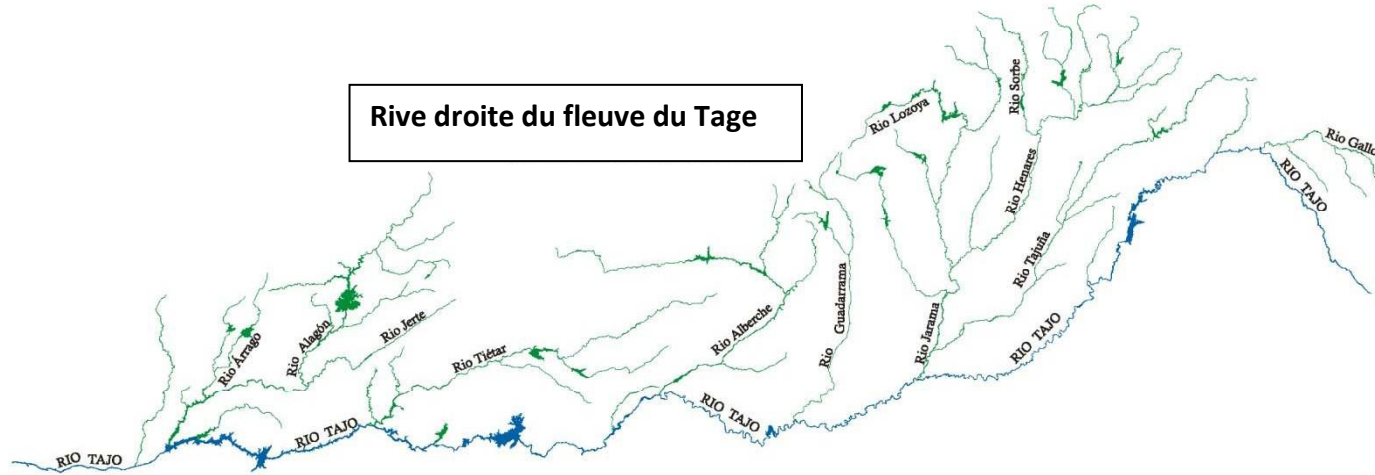 Rive droite du fleuve du Tage
Rio Lozoya
Rio Sorbe
Rio Henares
Rio Gallo
RIO TAJO
Rio Tajuña
RIO TAJO
Rio Jarama
Rio Guadarrama
Rio Alberche
RIO TAJO
Rio Tiétar
Rio Jerte
Rio Alagón
Rio Árrago
RIO TAJO
RIO TAJO